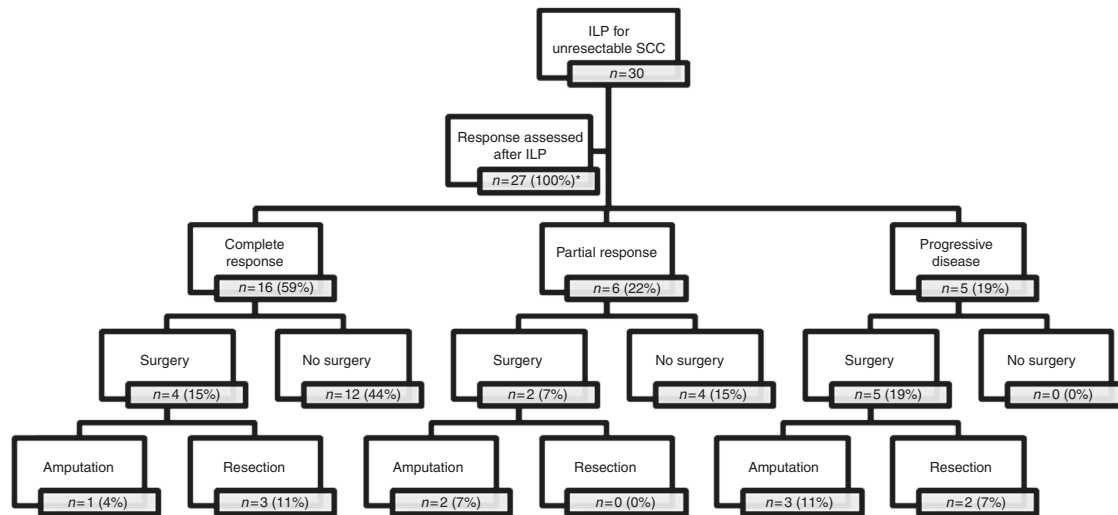 ILP for
unresectable SCC
n=30
Response assessed
after ILP
n=27 (100%)*
Complete
response
n=16 (59%)
Partial response
n=6 (22%)
Progressive
disease
n=5 (19%)
Surgery
n=4 (15%)
No surgery
n=12 (44%)
Surgery
n=2 (7%)
No surgery
n=4 (15%)
Surgery
n=5 (19%)
No surgery
n=0 (0%)
Amputation
n=1 (4%)
Resection
n=3 (11%)
Amputation
n=2 (7%)
Resection
n=0 (0%)
Amputation
n=3 (11%)
Resection
n=2 (7%)